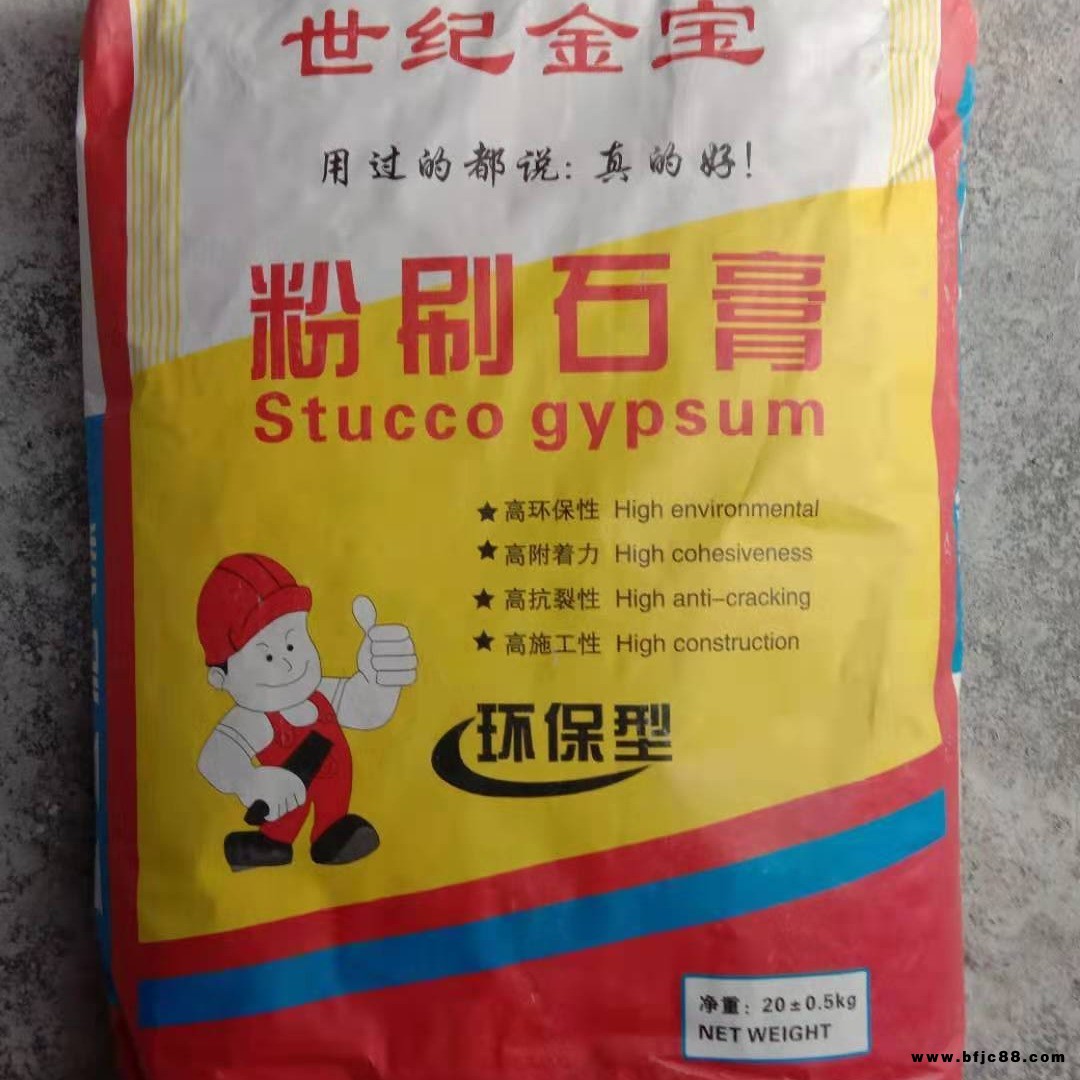 世纪金宝
用过的都说：真的好！
粉刷石膏
Stucco gypsum
★高环保性 High environmental
★高附着力 High cohesiveness
★高抗裂性 High anti-cracking
★高施工性 High construction
环保型
净重：20±0.5kg
NET WEIGHT
www.bfjc88.com